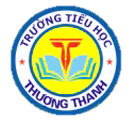 TRƯỜNG TIỂU HỌC
THƯỢNG THANH